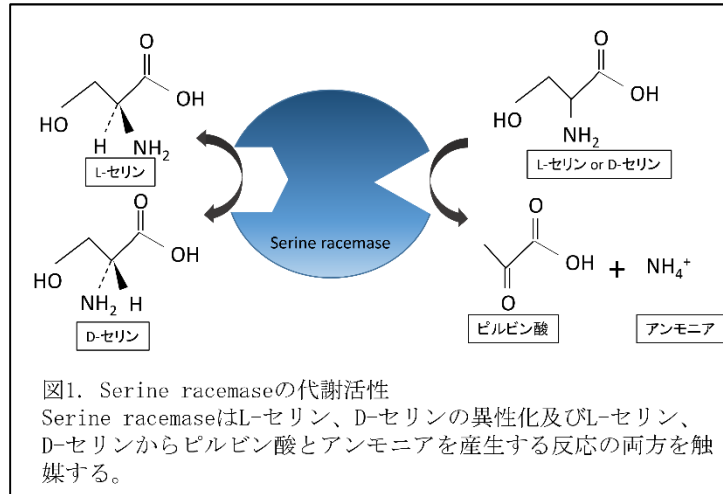 O
OH
HO
H
NH2
L-セリン
O
OH
HO
NH2
H
D-セリン
Serine racemase
O
OH
HO
NH2
L-セリン or D-セリン
O
OH
O
+
NH4+
ピルビン酸
アンモニア
図1. Serine racemaseの代謝活性
Serine racemaseはL-セリン、D-セリンの異性化及びL-セリン、
D-セリンからピルビン酸とアンモニアを産生する反応の両方を触
媒する。